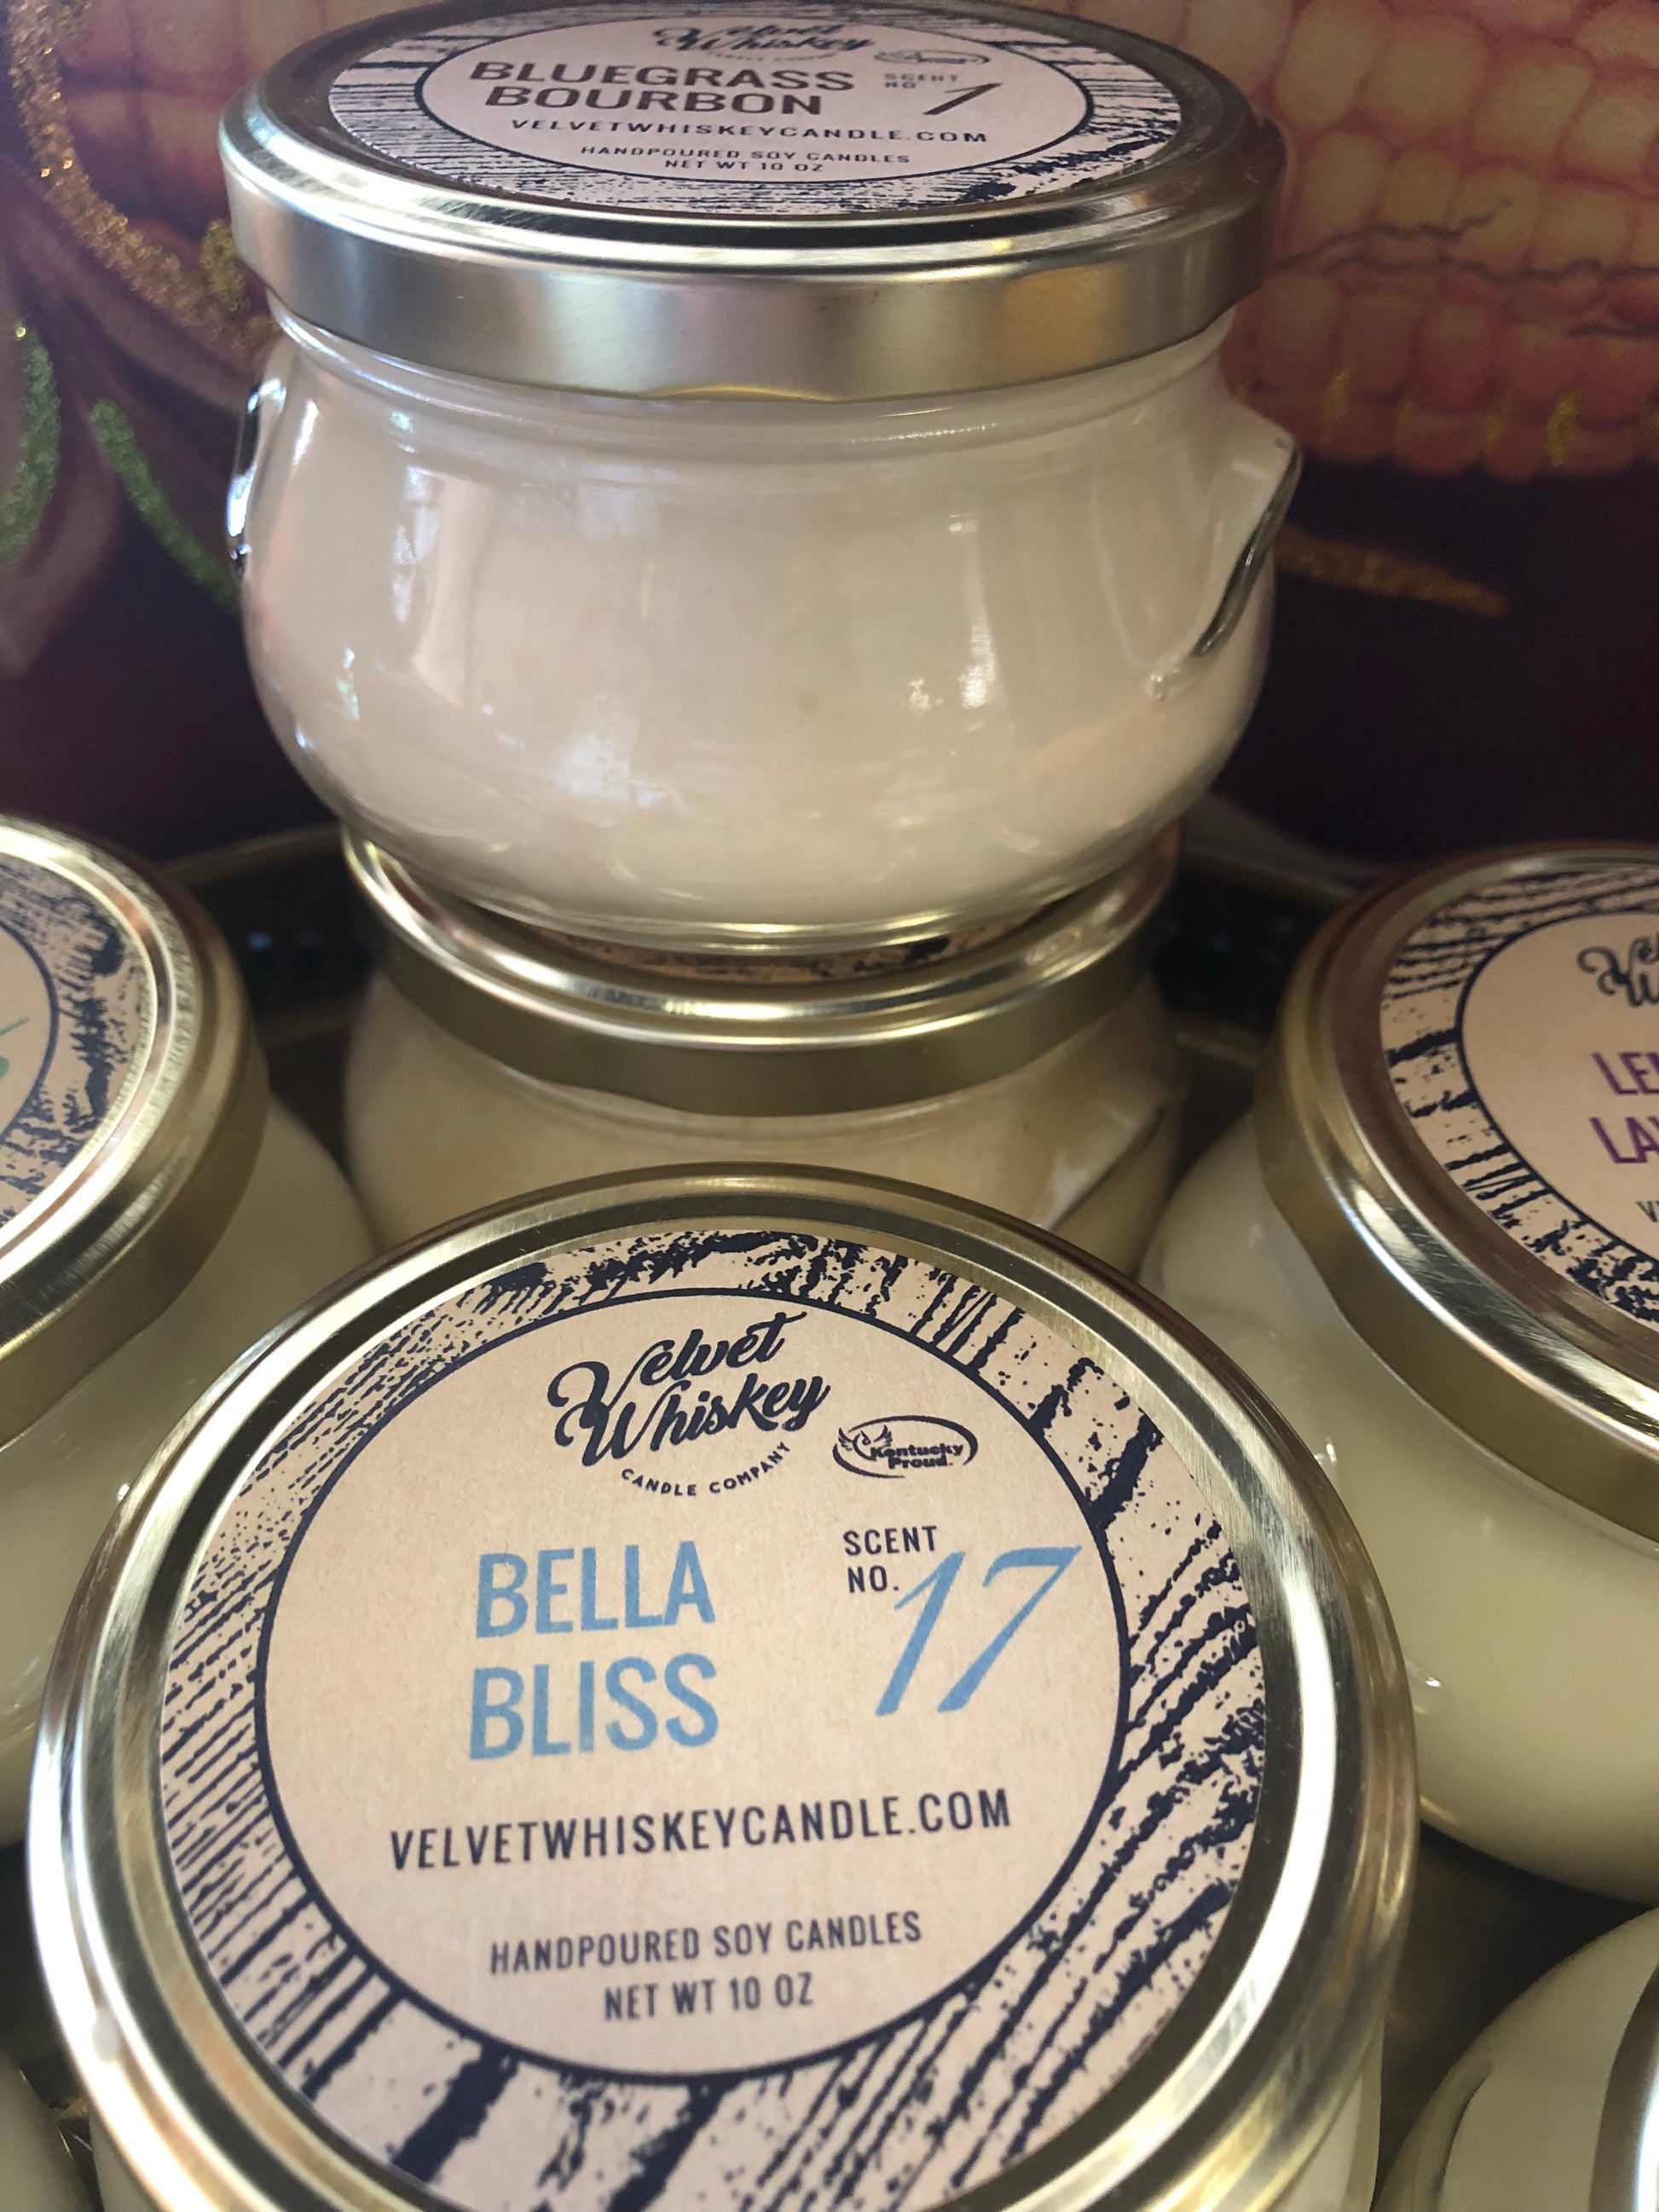 Velvet
Whiskey
BLUEGRASS
BOURBON
SCENT
NO.
1
VELVETWHISKEYCANDLE.COM
HANDPOURED SOY CANDLES
NET WT 10 OZ
Velvet
Whiskey
CANDLE COMPANY
Kentucky
Proud
BELLA
BLISS
SCENT
NO. 17
VELVETWHISKEYCANDLE.COM
HANDPOURED SOY CANDLES
NET WT 10 OZ